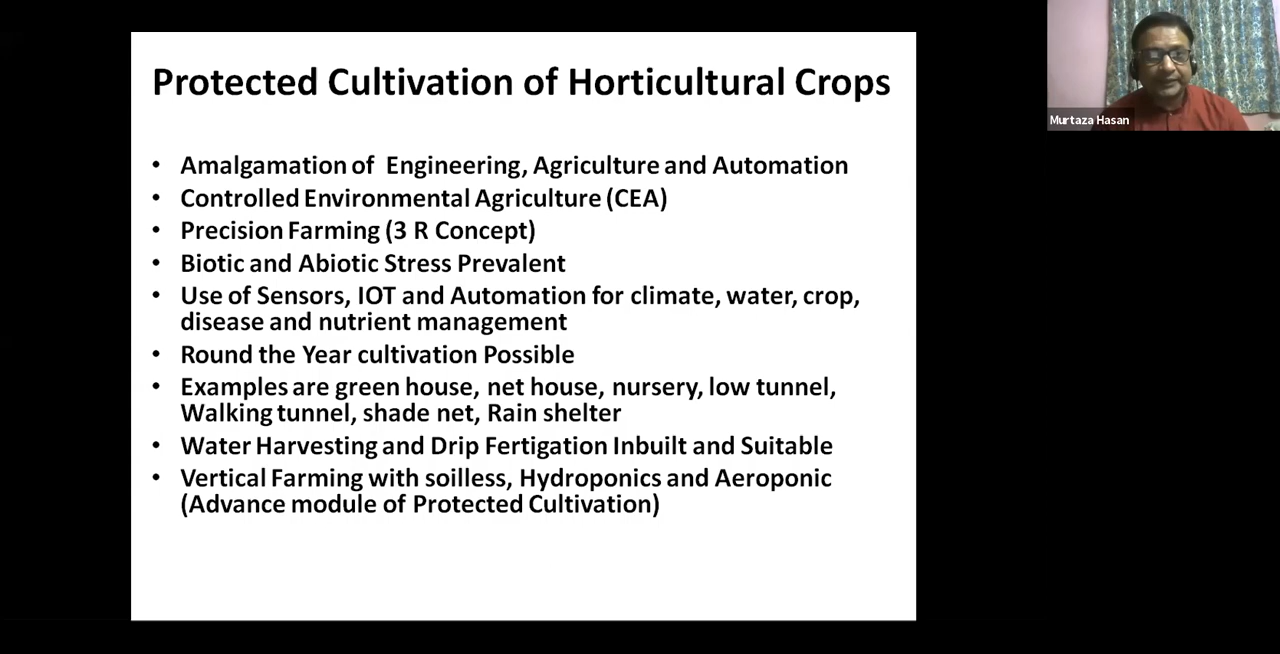 Protected Cultivation of Horticultural Crops
• Amalgamation of Engineering, Agriculture and Automation
• Controlled Environmental Agriculture (CEA)
• Precision Farming (3 R Concept)
• Biotic and Abiotic Stress Prevalent
• Use of Sensors, IOT and Automation for climate, water, crop,
disease and nutrient management
• Round the Year cultivation Possible
• Examples are green house, net house, nursery, low tunnel,
Walking tunnel, shade net, Rain shelter
• Water Harvesting and Drip Fertigation Inbuilt and Suitable
• Vertical Farming with soilless, Hydroponics and Aeroponic
(Advance module of Protected Cultivation)
Murtaza Hasan